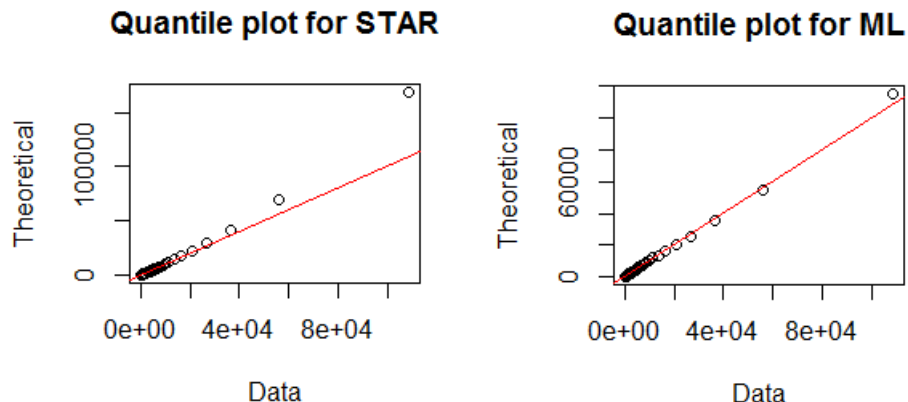 Quantile plot for STAR
Theoretical
0 100000
0e+00 4e+04 8e+04
Data
Quantile plot for ML
Theoretical
0 60000
0e+00 4e+04 8e+04
Data